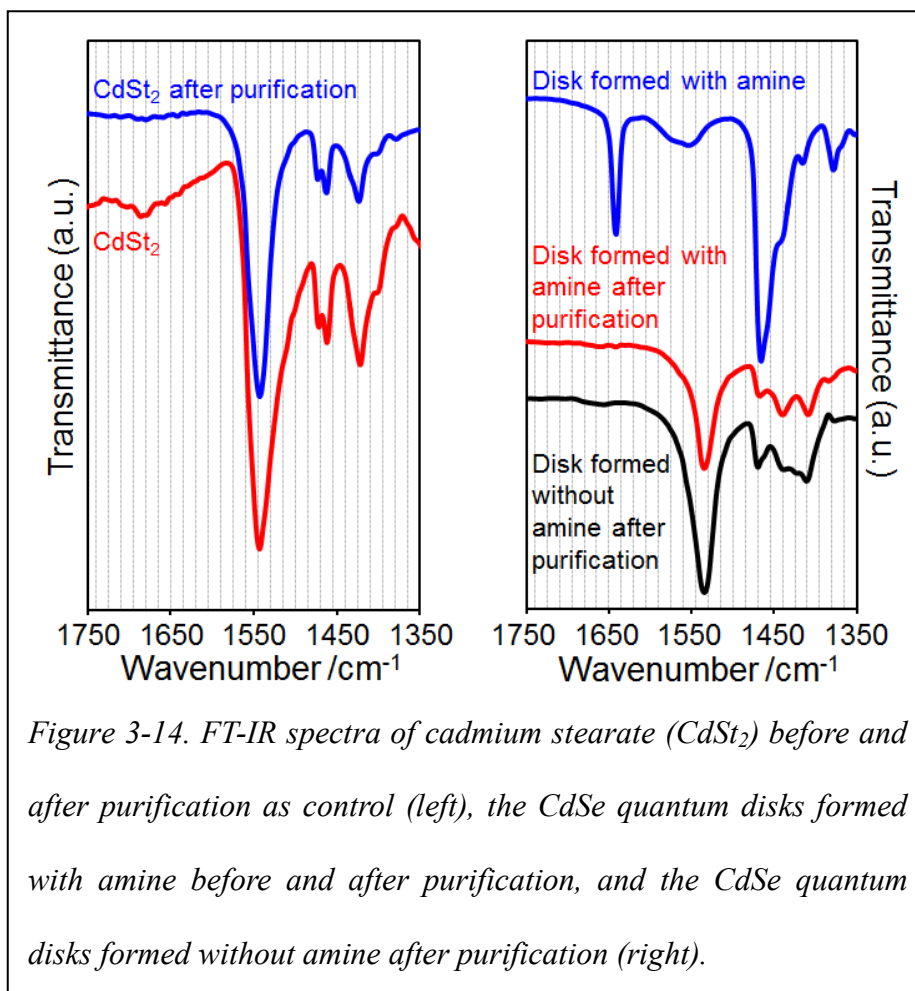 CdSt₂ after purification
CdSt₂
Transmittance (a.u.)
1750 1650 1550 1450 1350
Wavenumber /cm⁻¹
Disk formed with amine
Disk formed with
amine after
purification
Disk formed
without
amine after
purification
Transmittance (a.u.)
1750 1650 1550 1450 1350
Wavenumber /cm⁻¹
Figure 3-14. FT-IR spectra of cadmium stearate (CdSt₂) before and
after purification as control (left), the CdSe quantum disks formed
with amine before and after purification, and the CdSe quantum
disks formed without amine after purification (right).